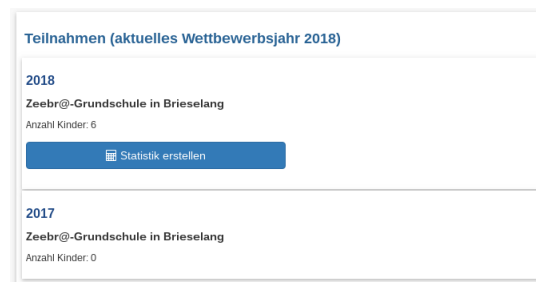 Teilnahmen (aktuelles Wettbewerbsjahr 2018)
2018
Zeebr@-Grundschule in Brieselang
Anzahl Kinder: 6
Statistik erstellen
2017
Zeebr@-Grundschule in Brieselang
Anzahl Kinder: 0